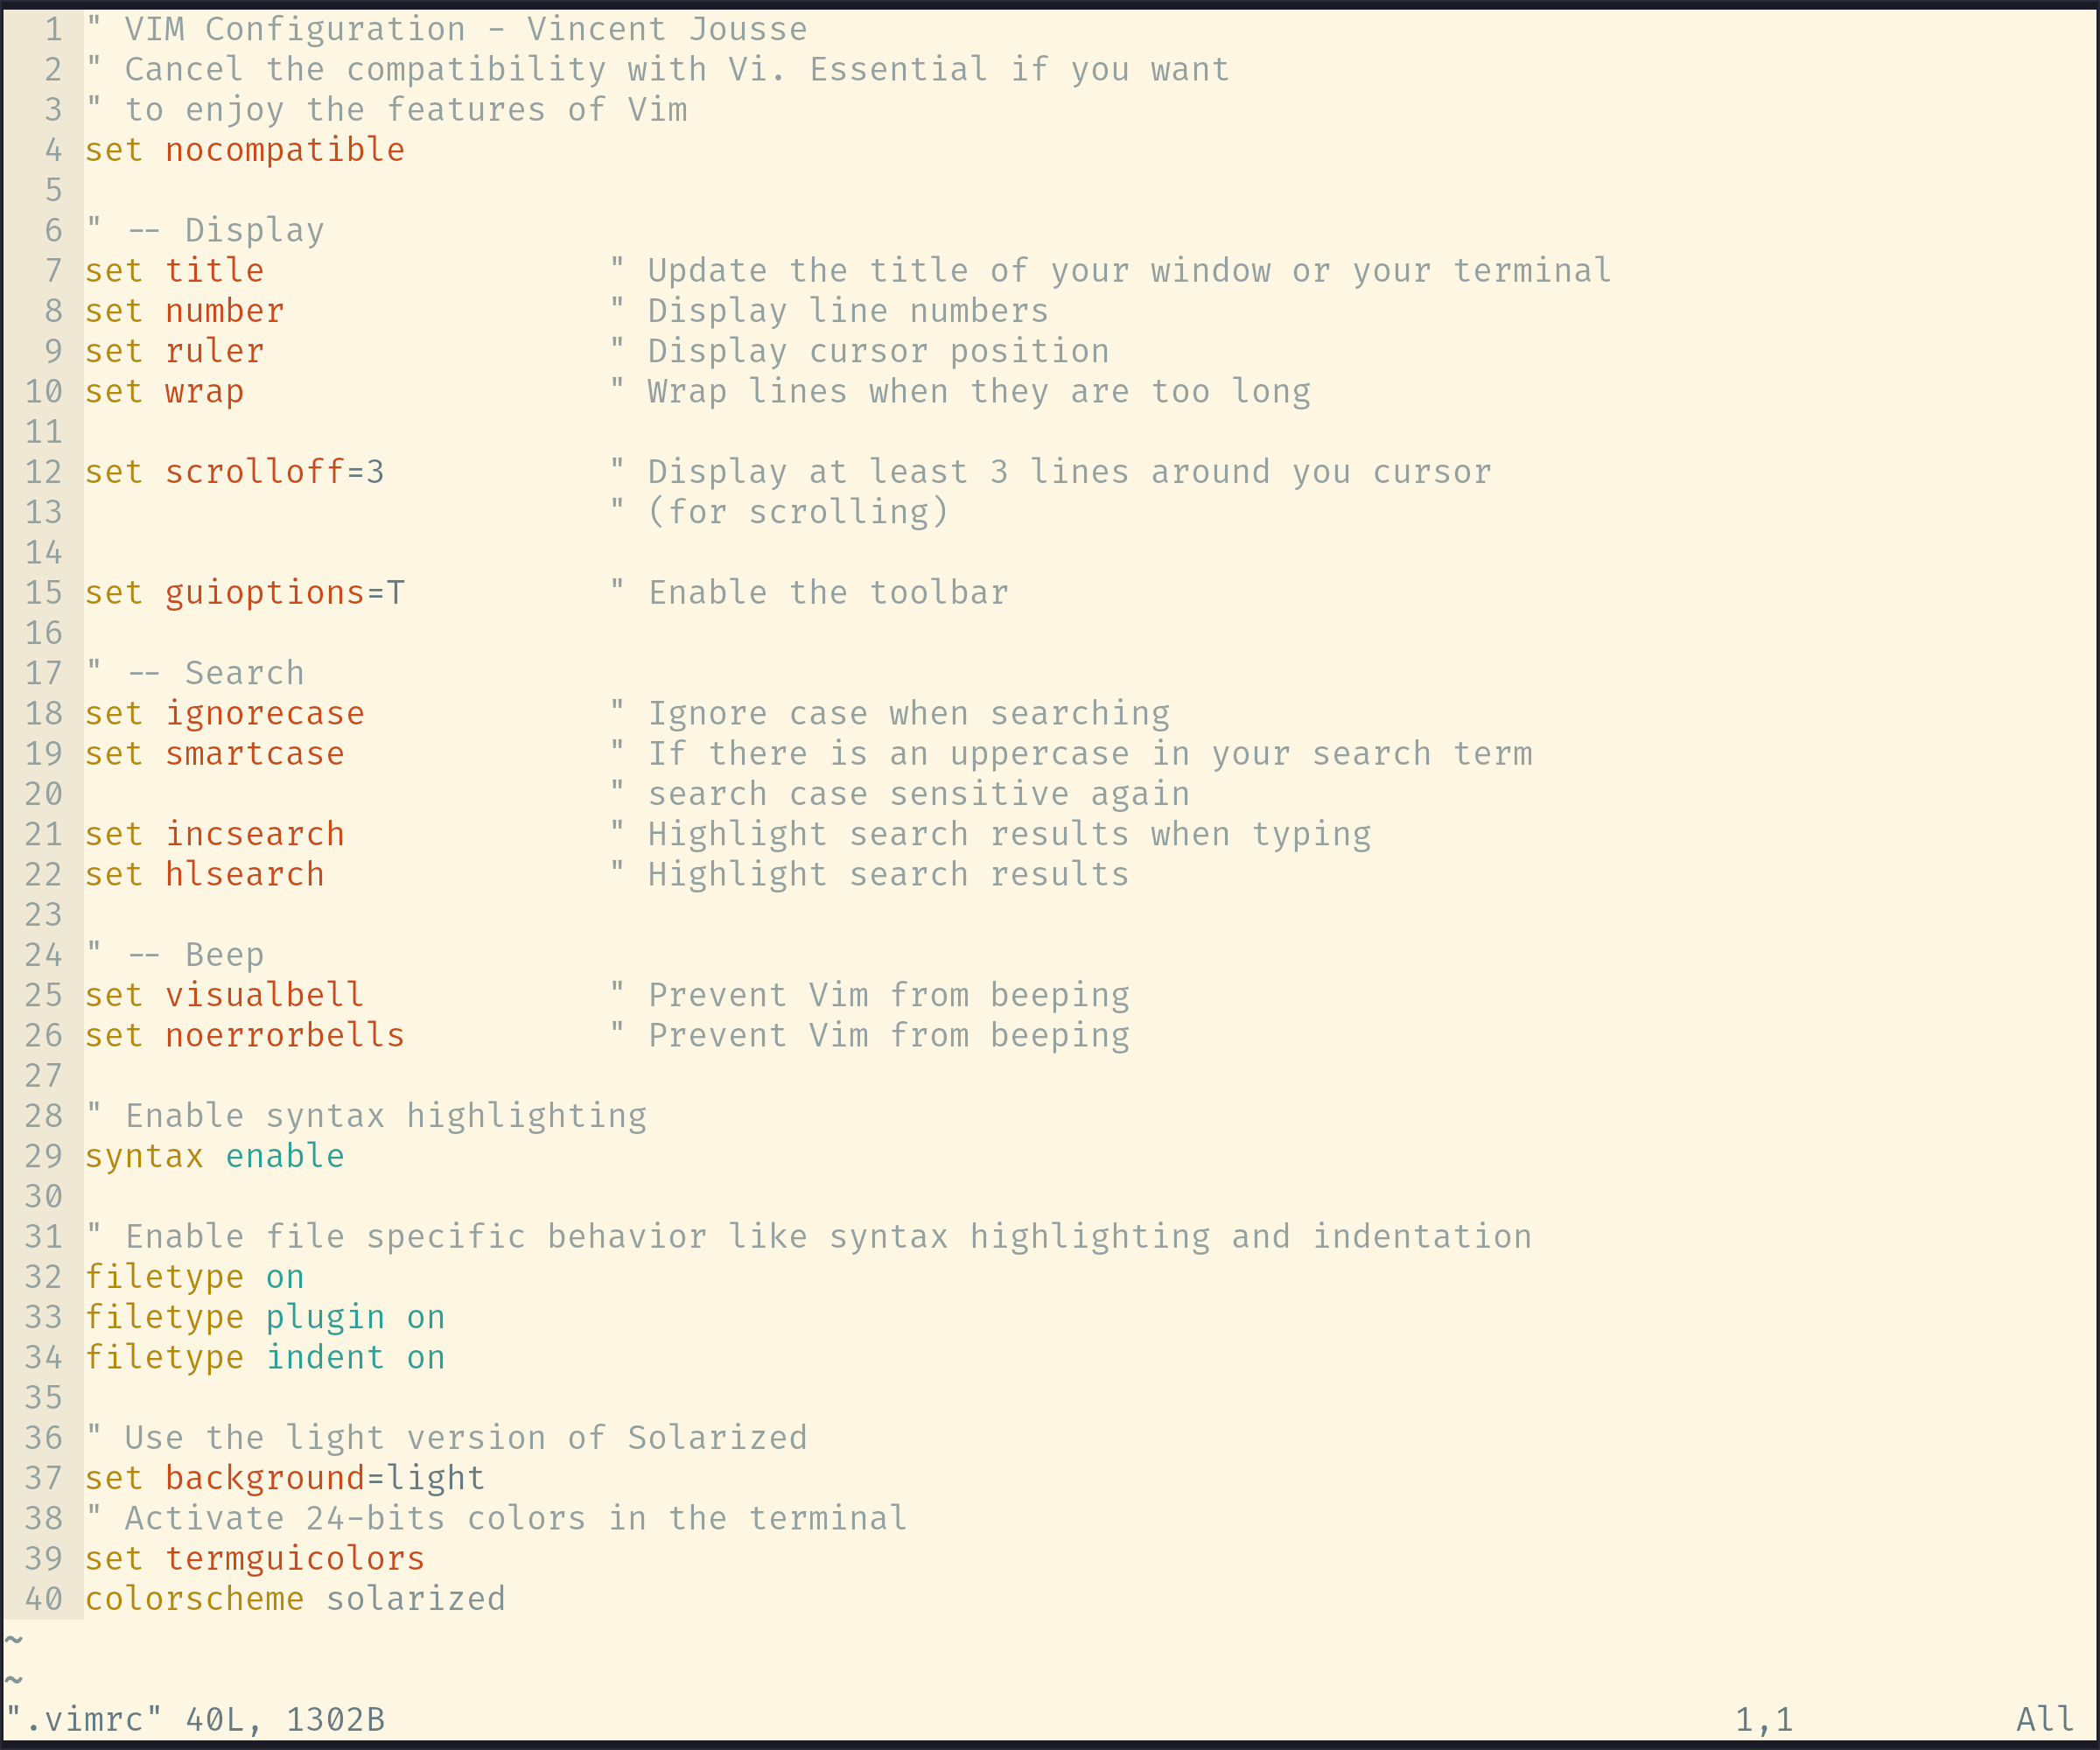 1 " VIM Configuration - Vincent Jousse
2 " Cancel the compatibility with Vi. Essential if you want
3 " to enjoy the features of Vim
4 set nocompatible
5
6 " -- Display
7 set title                 " Update the title of your window or your terminal
8 set number                " Display line numbers
9 set ruler                 " Display cursor position
10 set wrap                  " Wrap lines when they are too long
11
12 set scrolloff=3           " Display at least 3 lines around you cursor
13                           " (for scrolling)
14
15 set guioptions=T          " Enable the toolbar
16
17 " -- Search
18 set ignorecase            " Ignore case when searching
19 set smartcase             " If there is an uppercase in your search term
20                           " search case sensitive again
21 set incsearch             " Highlight search results when typing
22 set hlsearch              " Highlight search results
23
24 " -- Beep
25 set visualbell            " Prevent Vim from beeping
26 set noerrorbells          " Prevent Vim from beeping
27
28 " Enable syntax highlighting
29 syntax enable
30
31 " Enable file specific behavior like syntax highlighting and indentation
32 filetype on
33 filetype plugin on
34 filetype indent on
35
36 " Use the light version of Solarized
37 set background=light
38 " Activate 24-bits colors in the terminal
39 set termguicolors
40 colorscheme solarized
~
~
".vimrc" 40L, 1302B                                                                   1,1           All